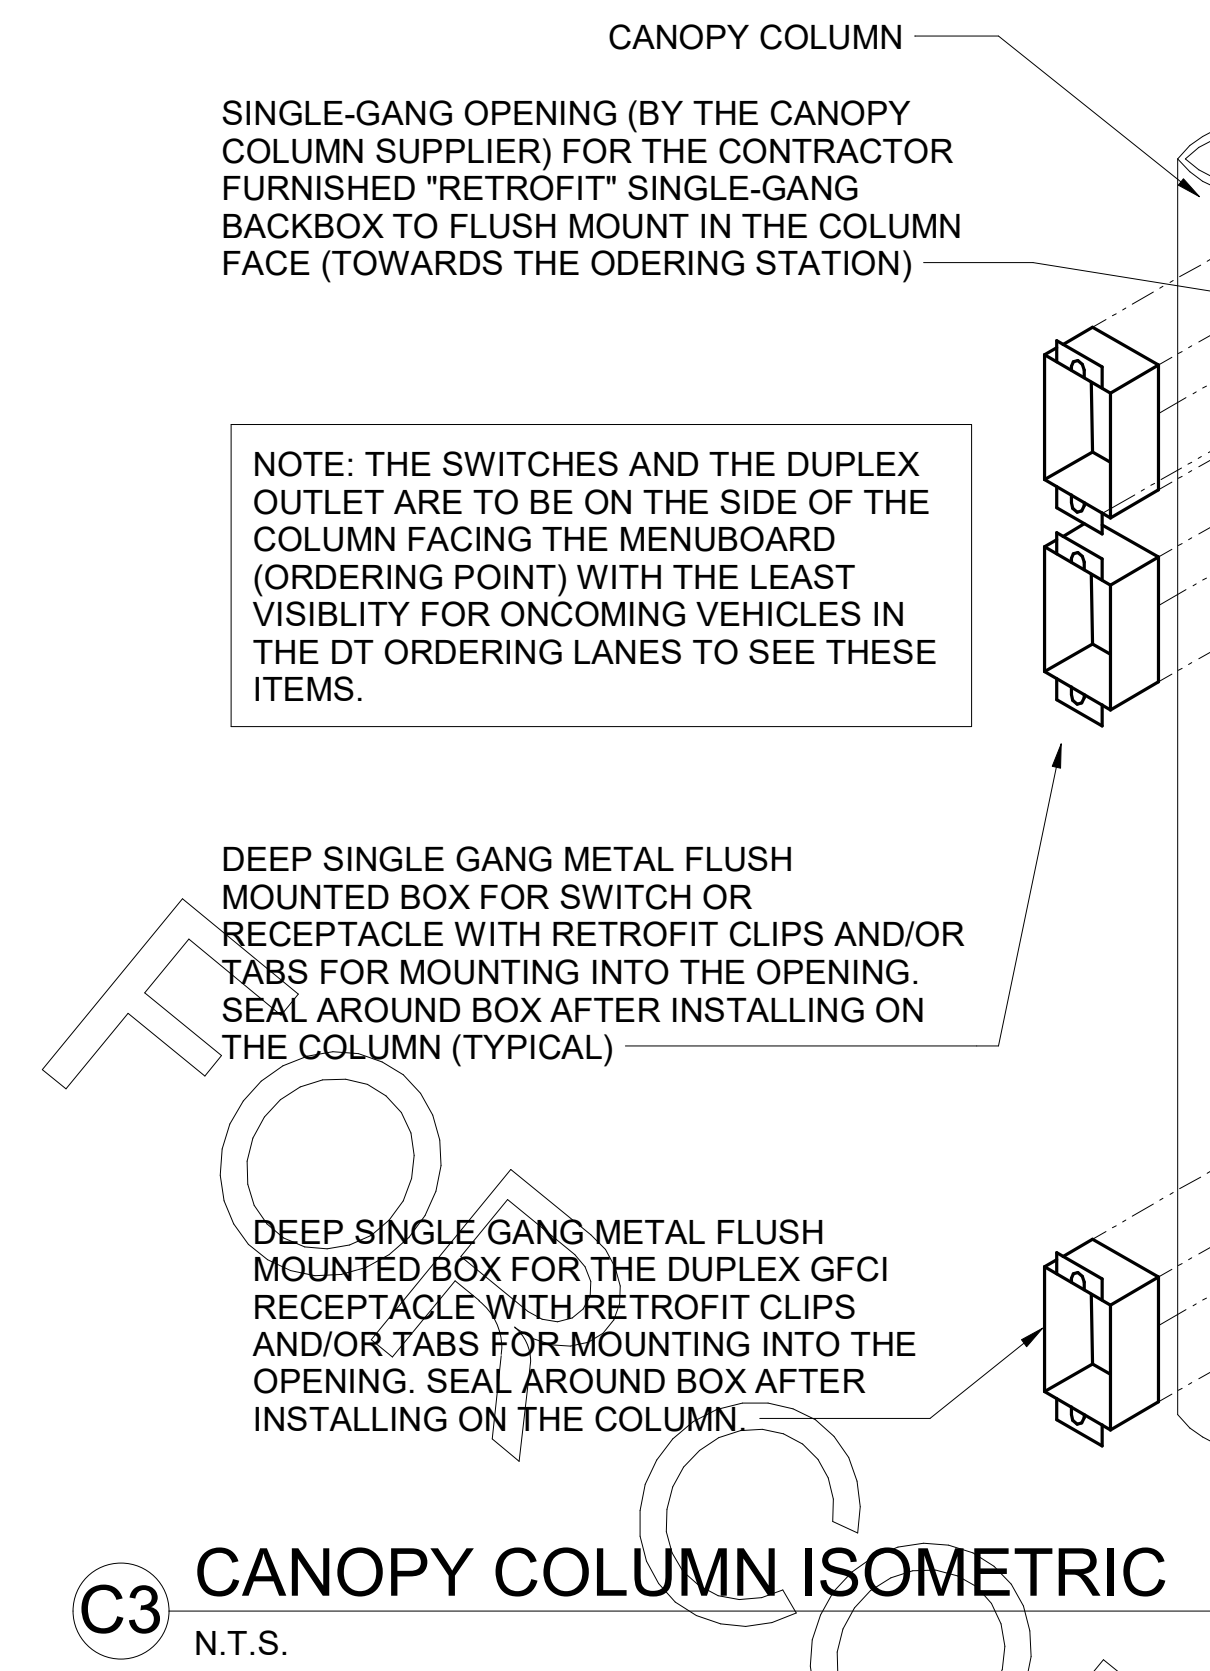 CANOPY COLUMN
SINGLE-GANG OPENING (BY THE CANOPY
COLUMN SUPPLIER) FOR THE CONTRACTOR
FURNISHED "RETROFIT" SINGLE-GANG
BACKBOX TO FLUSH MOUNT IN THE COLUMN
FACE (TOWARDS THE ODERING STATION)
NOTE: THE SWITCHES AND THE DUPLEX
OUTLET ARE TO BE ON THE SIDE OF THE
COLUMN FACING THE MENUBOARD
(ORDERING POINT) WITH THE LEAST
VISIBLITY FOR ONCOMING VEHICLES IN
THE DT ORDERING LANES TO SEE THESE
ITEMS.
DEEP SINGLE GANG METAL FLUSH
MOUNTED BOX FOR SWITCH OR
RECEPTACLE WITH RETROFIT CLIPS AND/OR
TABS FOR MOUNTING INTO THE OPENING.
SEAL AROUND BOX AFTER INSTALLING ON
THE COLUMN (TYPICAL)
DEEP SINGLE GANG METAL FLUSH
MOUNTED BOX FOR THE DUPLEX GFCI
RECEPTACLE WITH RETROFIT CLIPS
AND/OR TABS FOR MOUNTING INTO THE
OPENING. SEAL AROUND BOX AFTER
INSTALLING ON THE COLUMN.
C3
CANOPY COLUMN ISOMETRIC
N.T.S.
FOR CO